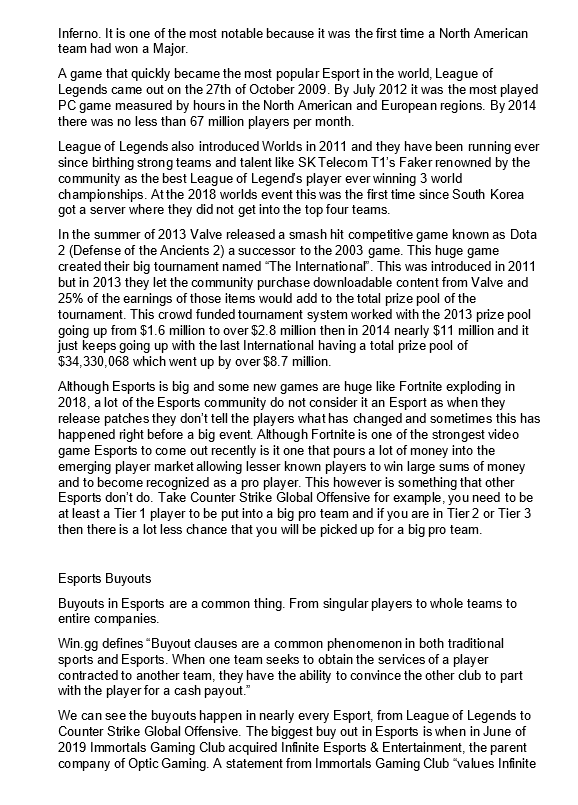 Inferno. It is one of the most notable because it was the first time a North American
team had won a Major.
A game that quickly became the most popular Esport in the world, League of
Legends came out on the 27th of October 2009. By July 2012 it was the most played
PC game measured by hours in the North American and European regions. By 2014
there was no less than 67 million players per month.
League of Legends also introduced Worlds in 2011 and they have been running ever
since birthing strong teams and talent like SK Telecom T1's Faker renowned by the
community as the best League of Legend's player ever winning 3 world
championships. At the 2018 worlds event this was the first time since South Korea
got a server where they did not get into the top four teams.
In the summer of 2013 Valve released a smash hit competitive game known as Dota
2 (Defense of the Ancients 2) a successor to the 2003 game. This huge game
created their big tournament named “The International”. This was introduced in 2011
but in 2013 they let the community purchase downloadable content from Valve and
25% of the earnings of those items would add to the total prize pool of the
tournament. This crowd funded tournament system worked with the 2013 prize pool
going up from $1.6 million to over $2.8 million then in 2014 nearly $11 million and it
just keeps going up with the last International having a total prize pool of
$34,330,068 which went up by over $8.7 million.
Although Esports is big and some new games are huge like Fortnite exploding in
2018, a lot of the Esports community do not consider it an Esport as when they
release patches they don't tell the players what has changed and sometimes this has
happened right before a big event. Although Fortnite is one of the strongest video
game Esports to come out recently is it one that pours a lot of money into the
emerging player market allowing lesser known players to win large sums of money
and to become recognized as a pro player. This however is something that other
Esports don't do. Take Counter Strike Global Offensive for example, you need to be
at least a Tier 1 player to be put into a big pro team and if you are in Tier 2 or Tier 3
then there is a lot less chance that you will be picked up for a big pro team.
Esports Buyouts
Buyouts in Esports are a common thing. From singular players to whole teams to
entire companies.
Win.gg defines “Buyout clauses are a common phenomenon in both traditional
sports and Esports. When one team seeks to obtain the services of a player
contracted to another team, they have the ability to convince the other club to part
with the player for a cash payout.”
We can see the buyouts happen in nearly every Esport, from League of Legends to
Counter Strike Global Offensive. The biggest buy out in Esports is when in June of
2019 Immortals Gaming Club acquired Infinite Esports & Entertainment, the parent
company of Optic Gaming. A statement from Immortals Gaming Club “values Infinite